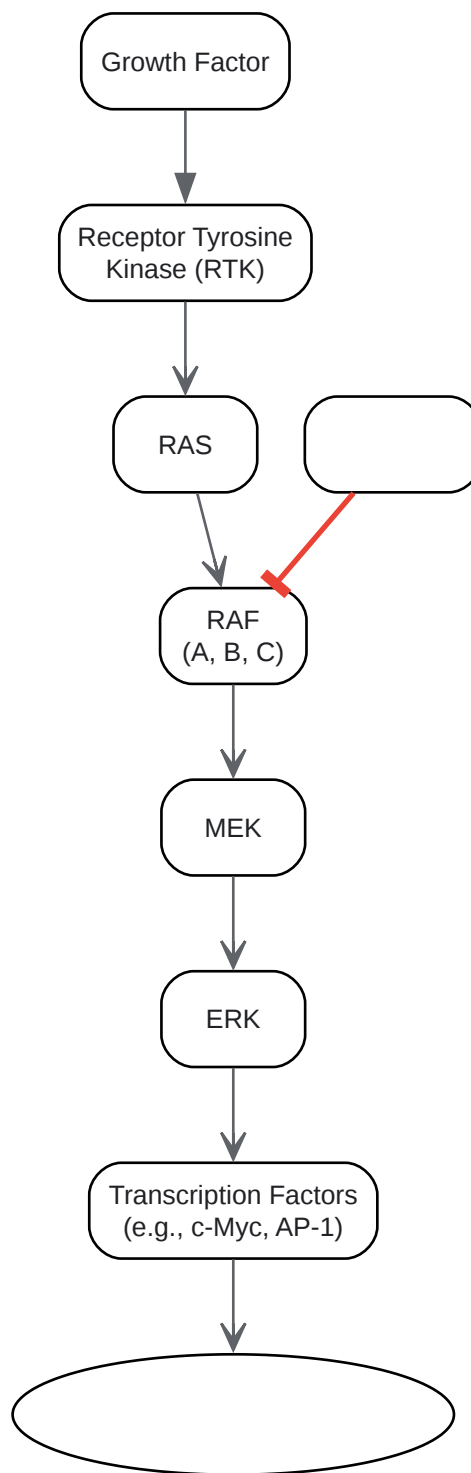 Growth Factor
Receptor Tyrosine
Kinase (RTK)
RAS
RAF
(A, B, C)
MEK
ERK
Transcription Factors
(e.g., c-Myc, AP-1)